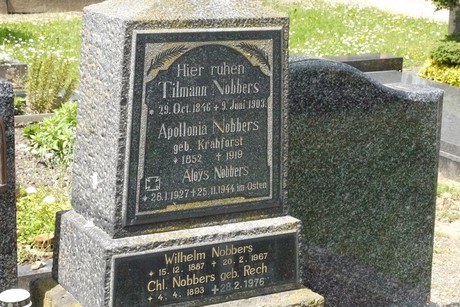 Hier ruhen
Tilmann Nobbers
* 29. Oct. 1846 + 9. Juni 1903
Apollonia Nobbers
geb. Krahforst
* 1852 + 1919
Aloys Nobbers
* 28.1.1927 + 25.11.1944 im Osten
Wilhelm Nobbers
* 15. 12. 1887 + 20. 2. 1967
Chl. Nobbers geb. Rech
* 4. 4. 1893 + 28. 2. 1976